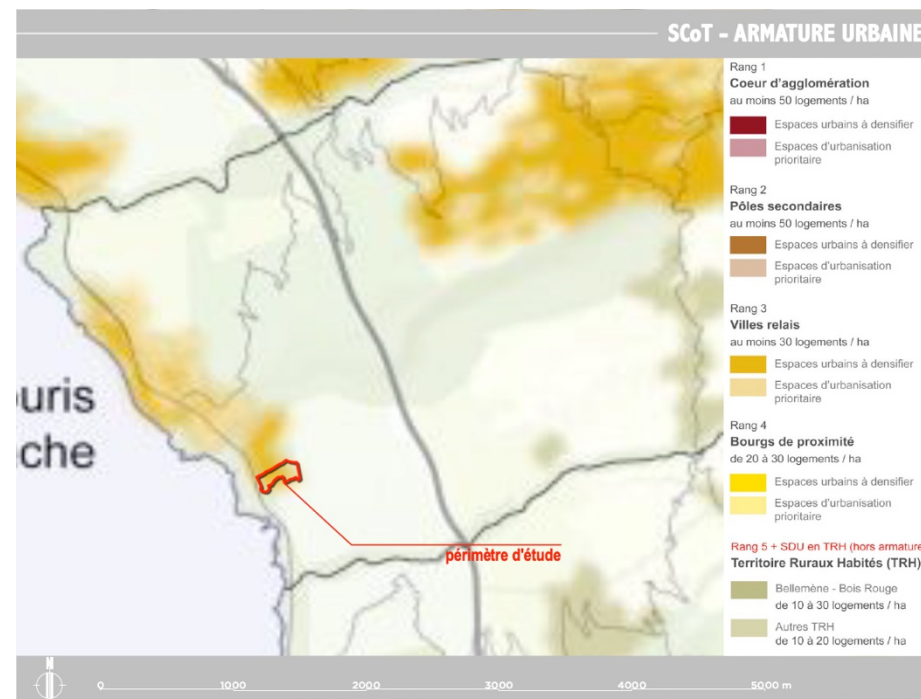 SCoT - ARMATURE URBAINE
Rang 1
Coeur d'agglomération
au moins 50 logements / ha
Espaces urbains à densifier
Espaces d'urbanisation
prioritaire
Rang 2
Pôles secondaires
au moins 50 logements / ha
Espaces urbains à densifier
Espaces d'urbanisation
prioritaire
Rang 3
Villes relais
au moins 30 logements / ha
Espaces urbains à densifier
Espaces d'urbanisation
prioritaire
Rang 4
Bourgs de proximité
de 20 à 30 logements / ha
Espaces urbains à densifier
Espaces d'urbanisation
prioritaire
Rang 5 + SDU en TRH (hors armature
Territoire Ruraux Habités (TRH)
Bellemène - Bois Rouge
de 10 à 30 logements / ha
Autres TRH
de 10 à 20 logements / ha
ouris
che
périmètre d'étude
N
0 1000 2000 3000 4000 5000 m